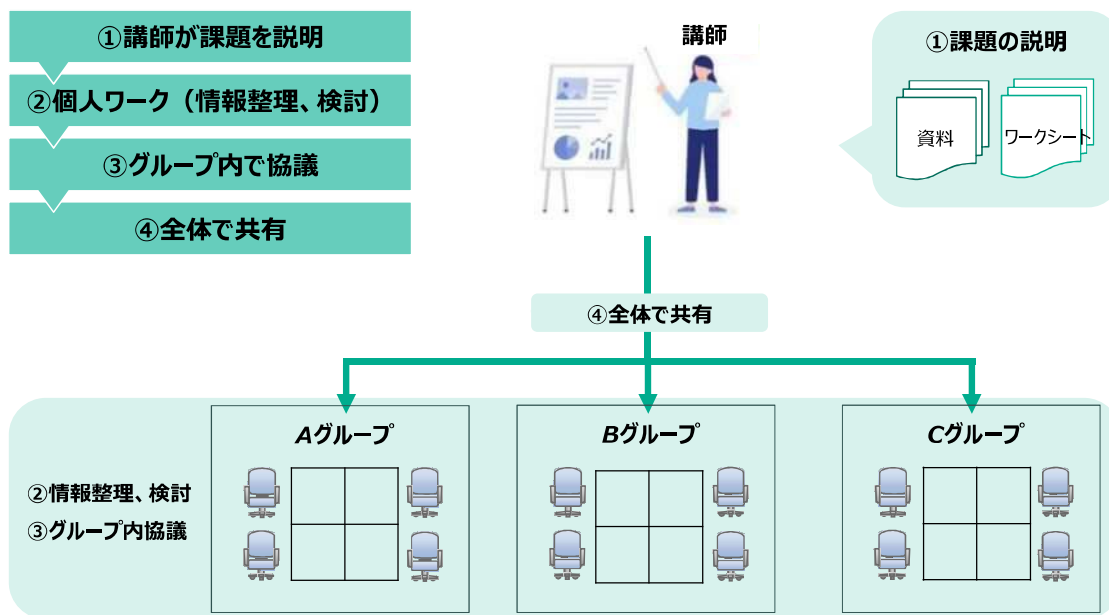 ①講師が課題を説明
②個人ワーク（情報整理、検討）
③グループ内で協議
④全体で共有
講師
①課題の説明
資料
ワークシート
④全体で共有
Aグループ
Bグループ
Cグループ
②情報整理、検討
③グループ内協議